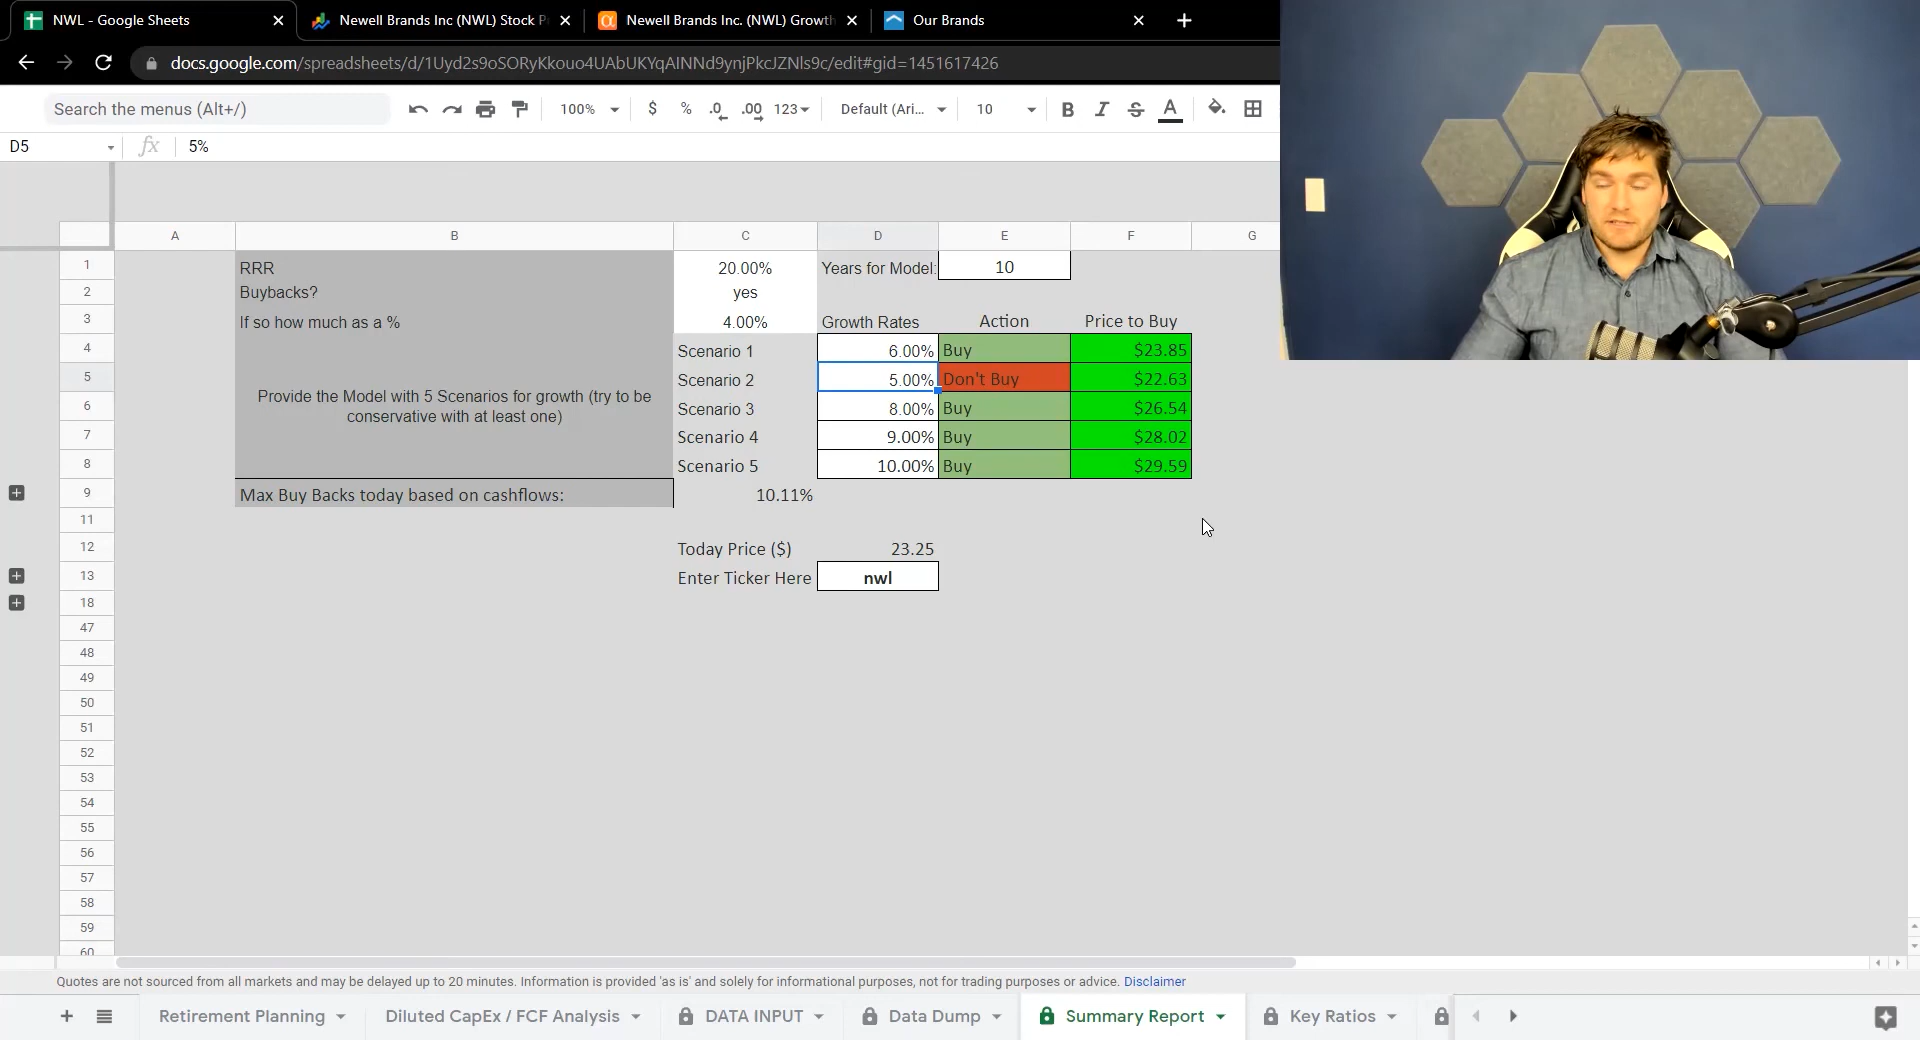 NWL - Google Sheets
Newell Brands Inc (NWL) Stock P
Newell Brands Inc. (NWL) Growth
Our Brands
docs.google.com/spreadsheets/d/1Uyd2s9oSORyKkouo4UAbUKYqAINNd9ynjPkcJZNls9c/edit#gid=1451617426
Search the menus (Alt+/)
100% $ % .0 .00 123 Default (Ari... 10 B I S A
D5 fx 5%
A B C D E F G
1 RRR 20.00% Years for Model: 10
2 Buybacks? yes
3 If so how much as a % 4.00% Growth Rates Action Price to Buy
4 Scenario 1 6.00% Buy $23.85
5 Scenario 2 5.00% Don't Buy $22.63
Provide the Model with 5 Scenarios for growth (try to be
conservative with at least one)
6 Scenario 3 8.00% Buy $26.54
7 Scenario 4 9.00% Buy $28.02
8 Scenario 5 10.00% Buy $29.59
9 Max Buy Backs today based on cashflows: 10.11%
11
12 Today Price ($) 23.25
13 Enter Ticker Here nwl
18
47
48
49
50
51
52
53
54
55
56
57
58
59
60
Quotes are not sourced from all markets and may be delayed up to 20 minutes. Information is provided 'as is' and solely for informational purposes, not for trading purposes or advice. Disclaimer
Retirement Planning Diluted CapEx / FCF Analysis DATA INPUT Data Dump Summary Report Key Ratios